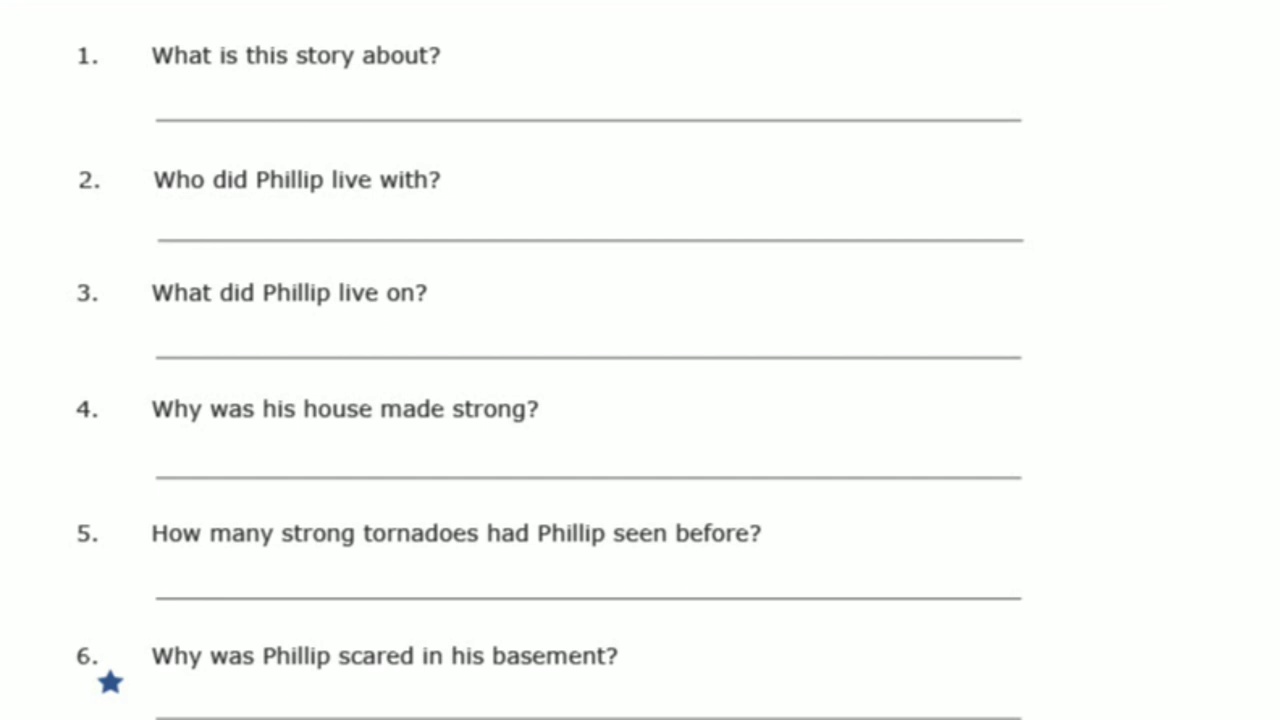 1. What is this story about?
2. Who did Phillip live with?
3. What did Phillip live on?
4. Why was his house made strong?
5. How many strong tornadoes had Phillip seen before?
6. Why was Phillip scared in his basement?